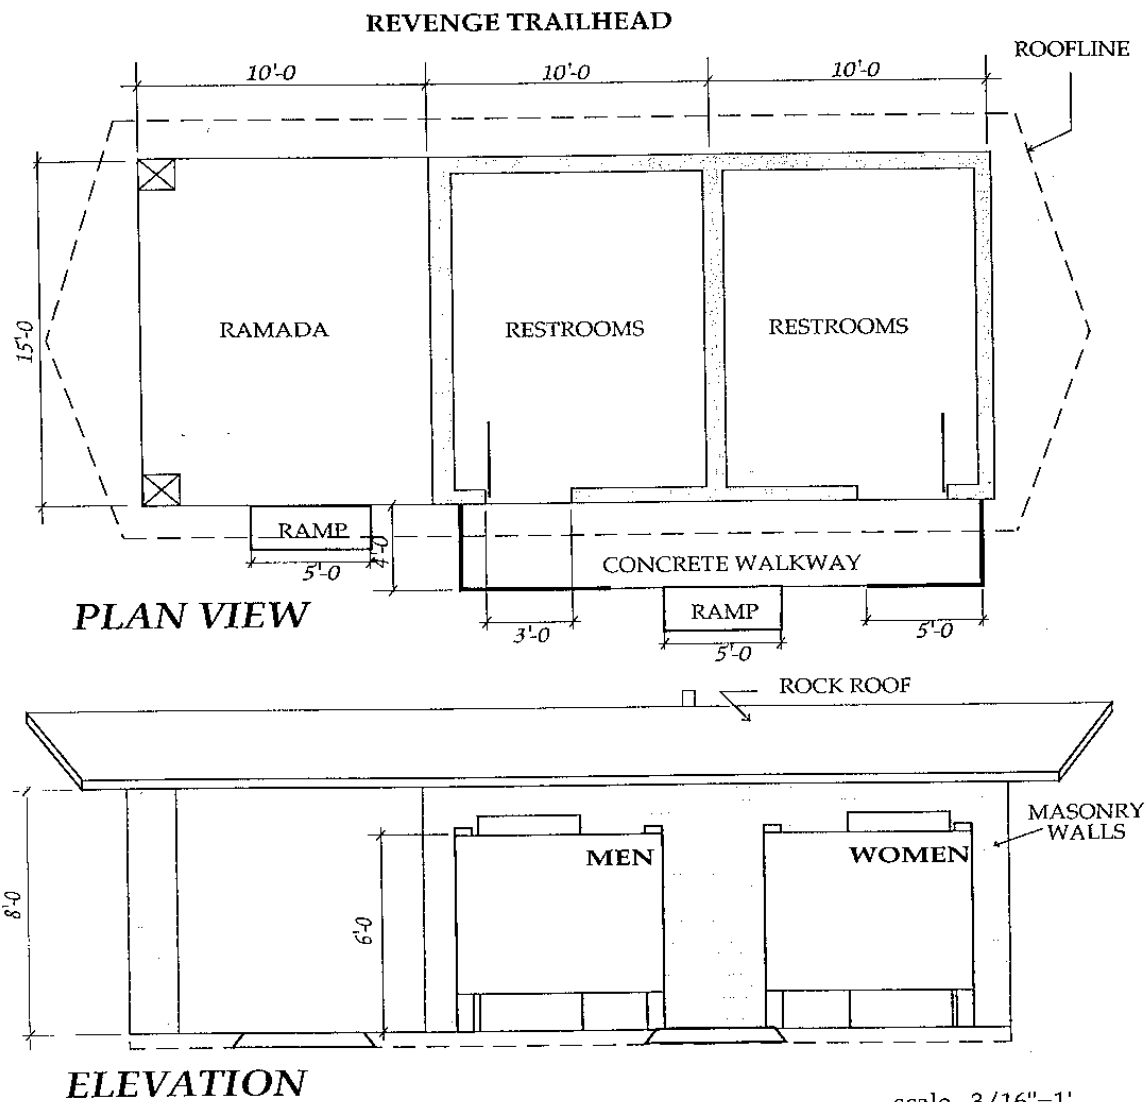 REVENGE TRAILHEAD
ROOFLINE
10'-0
10'-0
10'-0
15'-0
RAMADA
RESTROOMS
RESTROOMS
RAMP
4'-0
5'-0
CONCRETE WALKWAY
PLAN VIEW
RAMP
3'-0
5'-0
5'-0
ROCK ROOF
MASONRY
WALLS
MEN
WOMEN
8'-0
6'-0
ELEVATION
scale 3/16"=1'